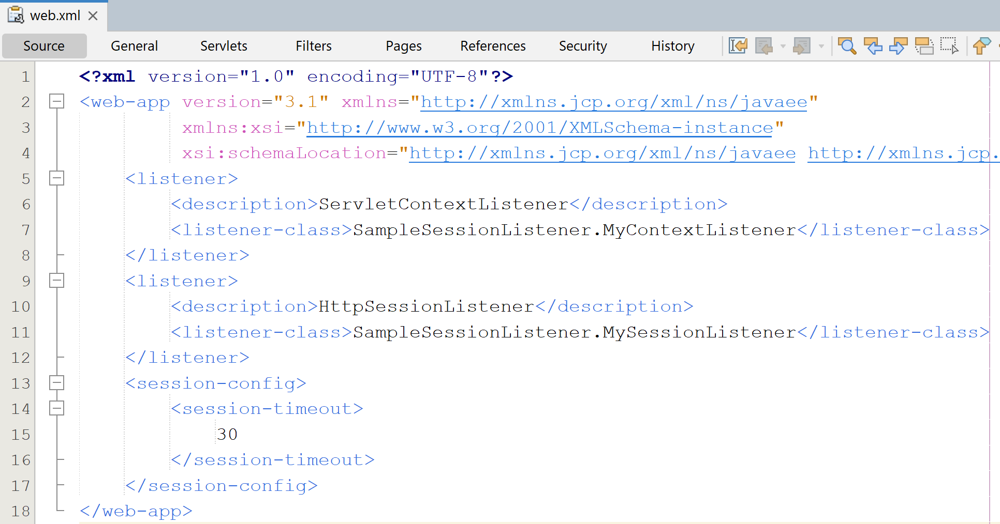 web.xml
Source General Servlets Filters Pages References Security History
1 <?xml version="1.0" encoding="UTF-8"?>
2 <web-app version="3.1" xmlns="http://xmlns.jcp.org/xml/ns/javaee"
3 xmlns:xsi="http://www.w3.org/2001/XMLSchema-instance"
4 xsi:schemaLocation="http://xmlns.jcp.org/xml/ns/javaee http://xmlns.jcp.
5 <listener>
6 <description>ServletContextListener</description>
7 <listener-class>SampleSessionListener.MyContextListener</listener-class>
8 </listener>
9 <listener>
10 <description>HttpSessionListener</description>
11 <listener-class>SampleSessionListener.MySessionListener</listener-class>
12 </listener>
13 <session-config>
14 <session-timeout>
15 30
16 </session-timeout>
17 </session-config>
18 </web-app>